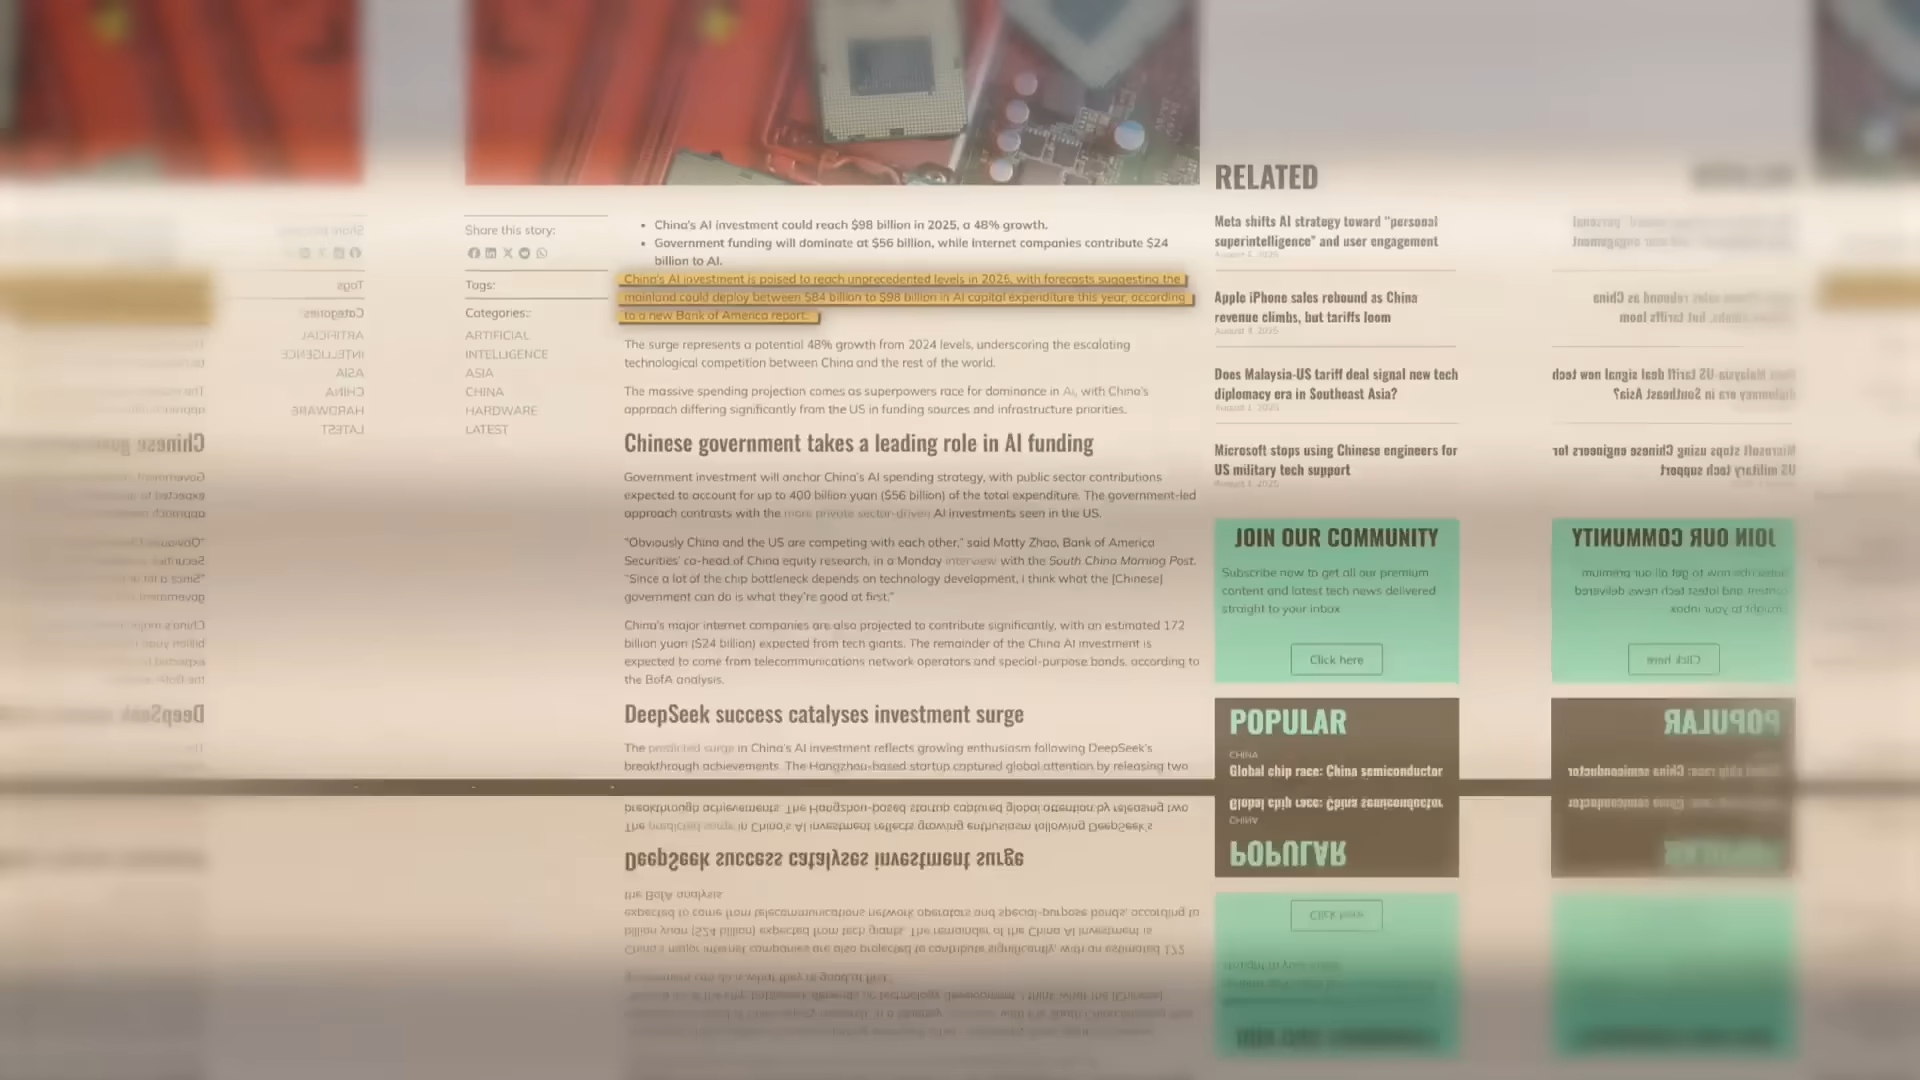 Share this story:
Tags:
Categories:
ARTIFICIAL
INTELLIGENCE
ASIA
CHINA
HARDWARE
LATEST
• China's AI investment could reach $98 billion in 2025, a 48% growth.
• Government funding will dominate at $56 billion, while internet companies contribute $24
billion to AI.
China's AI investment is poised to reach unprecedented levels in 2025, with forecasts suggesting the
mainland could deploy between $84 billion to $98 billion in AI capital expenditure this year, according
to a new Bank of America report.
The surge represents a potential 48% growth from 2024 levels, underscoring the escalating
technological competition between China and the rest of the world.
The massive spending projection comes as superpowers race for dominance in AI, with China's
approach differing significantly from the US in funding sources and infrastructure priorities.
Chinese government takes a leading role in AI funding
Government investment will anchor China's AI spending strategy, with public sector contributions
expected to account for up to 400 billion yuan ($56 billion) of the total expenditure. The government-led
approach contrasts with the more private sector-driven AI investments seen in the US.
"Obviously China and the US are competing with each other," said Matty Zhao, Bank of America
Securities' co-head of China equity research, in a Monday interview with the South China Morning Post.
"Since a lot of the chip bottleneck depends on technology development, I think what the [Chinese]
government can do is what they're good at first."
China's major internet companies are also projected to contribute significantly, with an estimated 172
billion yuan ($24 billion) expected from tech giants. The remainder of the China AI investment is
expected to come from telecommunications network operators and special-purpose bonds, according to
the BofA analysis.
DeepSeek success catalyses investment surge
The predicted surge in China's AI investment reflects growing enthusiasm following DeepSeek's
breakthrough achievements. The Hangzhou-based startup captured global attention by releasing two
RELATED
Meta shifts AI strategy toward "personal
superintelligence" and user engagement
Apple iPhone sales rebound as China
revenue climbs, but tariffs loom
Does Malaysia-US tariff deal signal new tech
diplomacy era in Southeast Asia?
Microsoft stops using Chinese engineers for
US military tech support
JOIN OUR COMMUNITY
Subscribe now to get all our premium
content and latest tech news delivered
straight to your inbox
Click here
POPULAR
CHINA
Global chip race: China semiconductor